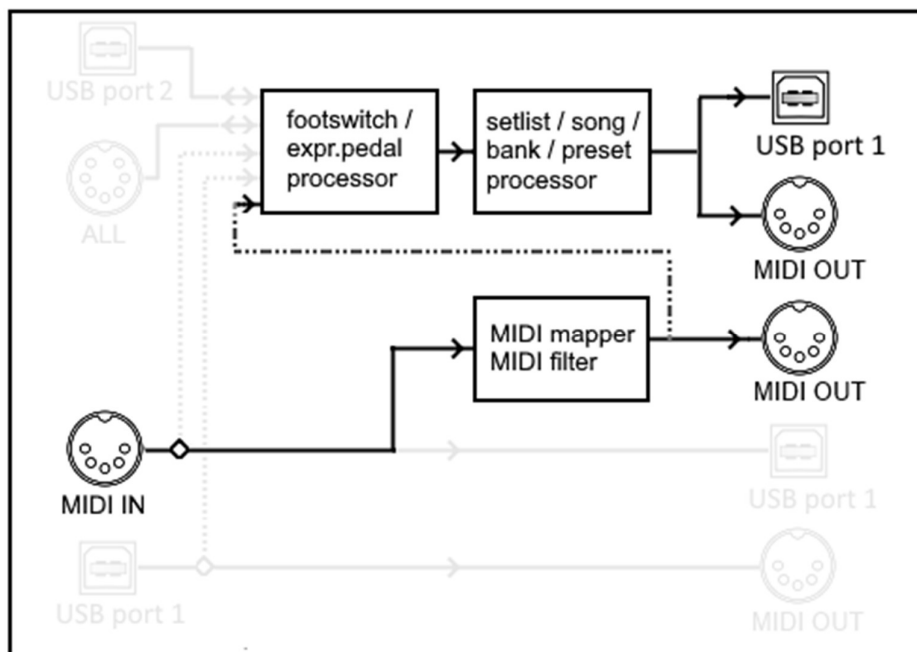 USB port 2
ALL
footswitch /
expr.pedal
processor
setlist / song /
bank / preset
processor
USB port 1
MIDI OUT
MIDI mapper
MIDI filter
MIDI OUT
MIDI IN
USB port 1
USB port 1
MIDI OUT